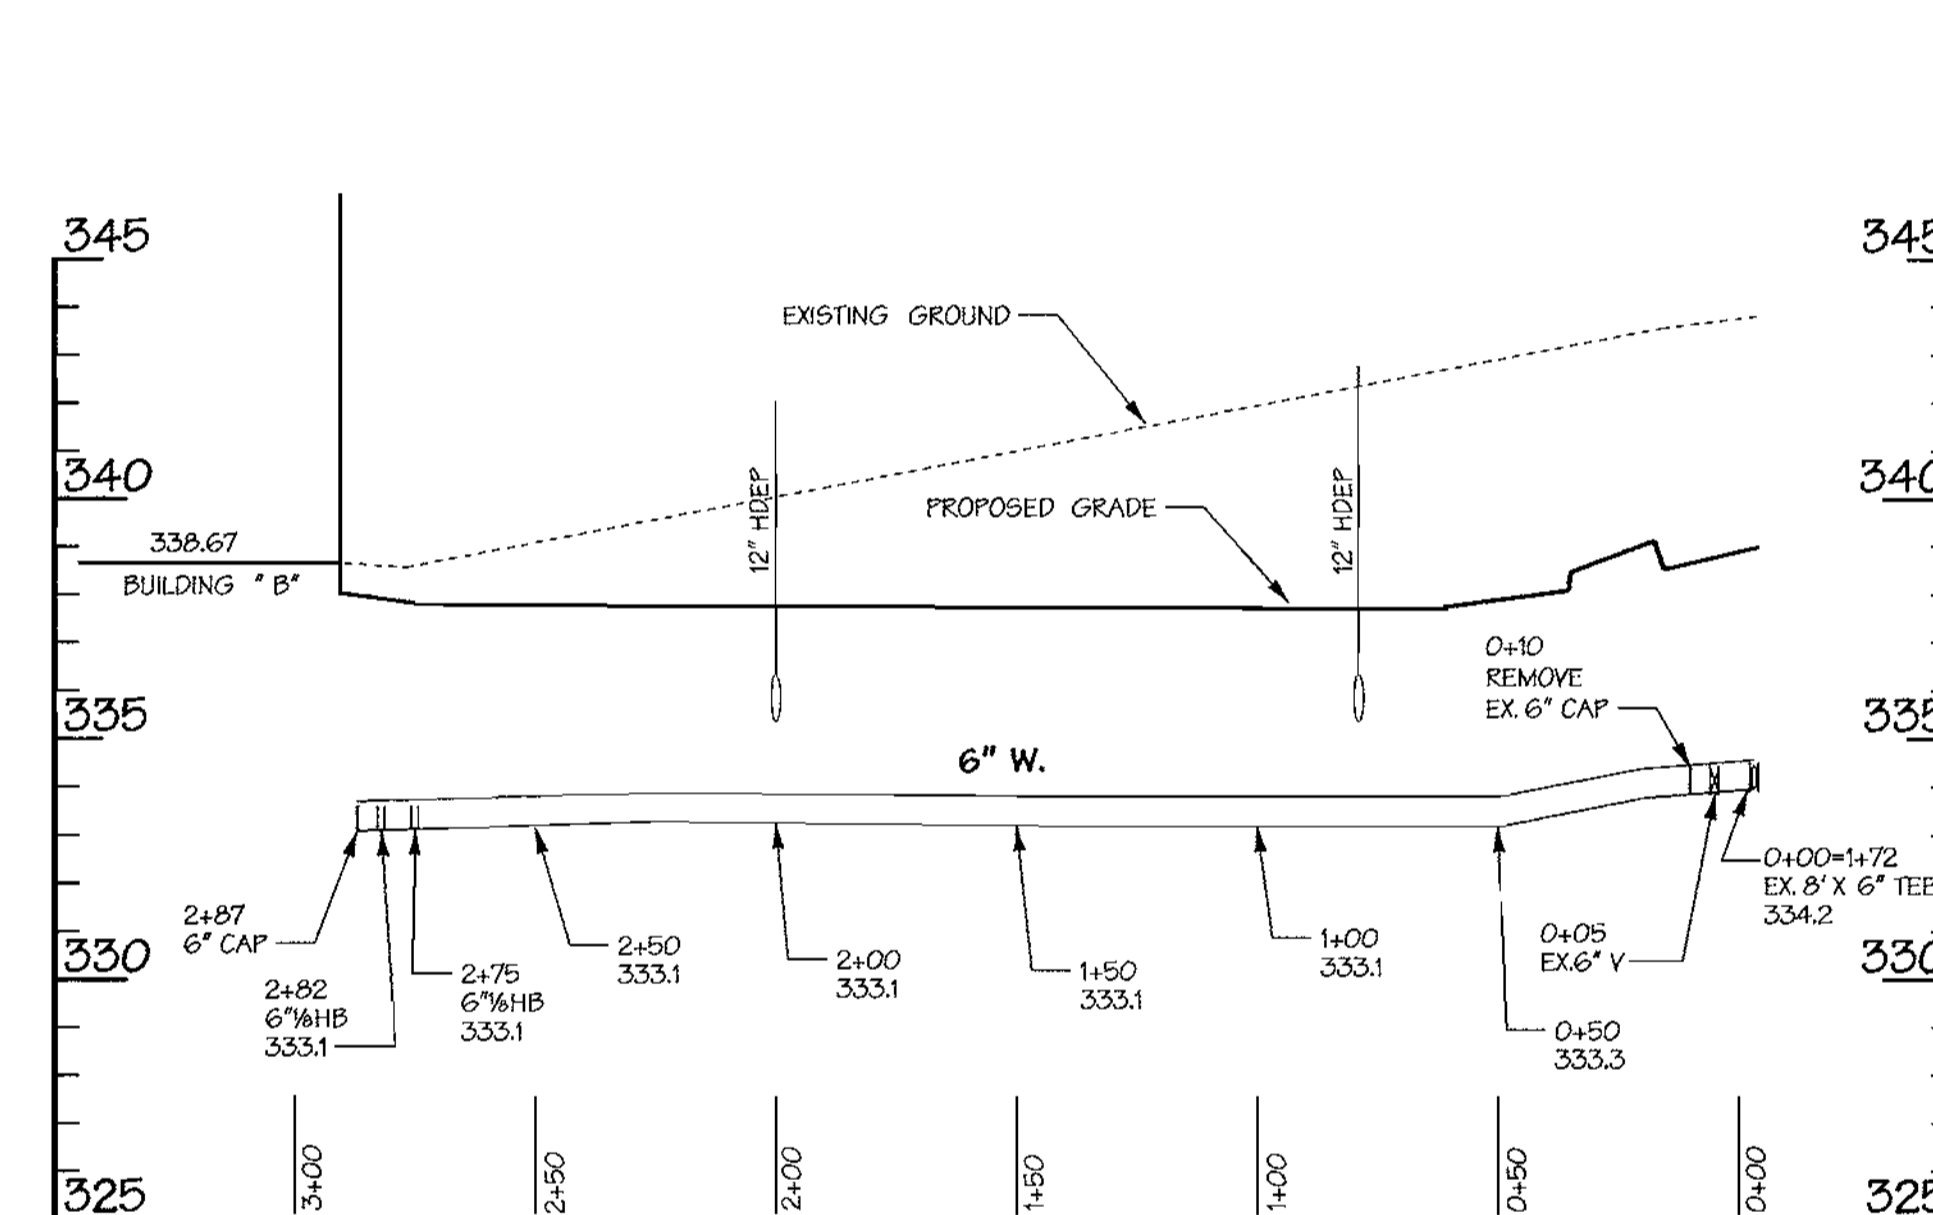 345
345
EXISTING GROUND
340
12" HDEP
12" HDEP
340
PROPOSED GRADE
338.67
BUILDING "B"
0+10
REMOVE
EX. 6" CAP
335
335
6" W.
0+00=1+72
EX. 8' X 6" TEE
334.2
2+87
6" CAP
2+50
333.1
2+00
333.1
1+50
333.1
1+00
333.1
0+05
EX.6" V
330
330
2+82
6"⅛HB
333.1
2+75
6"⅛HB
333.1
0+50
333.3
325
3+00
2+50
2+00
1+50
1+00
0+50
0+00
325